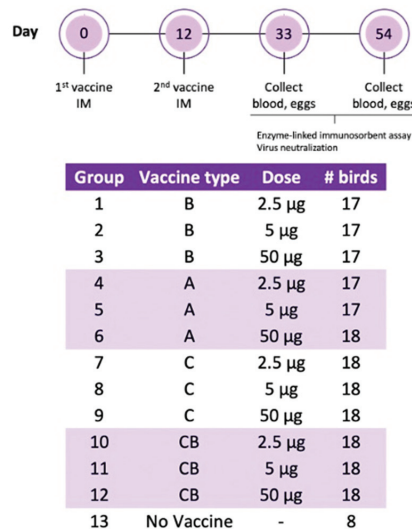 Day 0 12 33 54
1st vaccine IM
2nd vaccine IM
Collect blood, eggs
Collect blood, eggs
Enzyme-linked immunosorbent assay
Virus neutralization
Group Vaccine type Dose # birds
1 B 2.5 µg 17
2 B 5 µg 17
3 B 50 µg 17
4 A 2.5 µg 17
5 A 5 µg 17
6 A 50 µg 18
7 C 2.5 µg 18
8 C 5 µg 18
9 C 50 µg 18
10 CB 2.5 µg 18
11 CB 5 µg 18
12 CB 50 µg 18
13 No Vaccine - 8